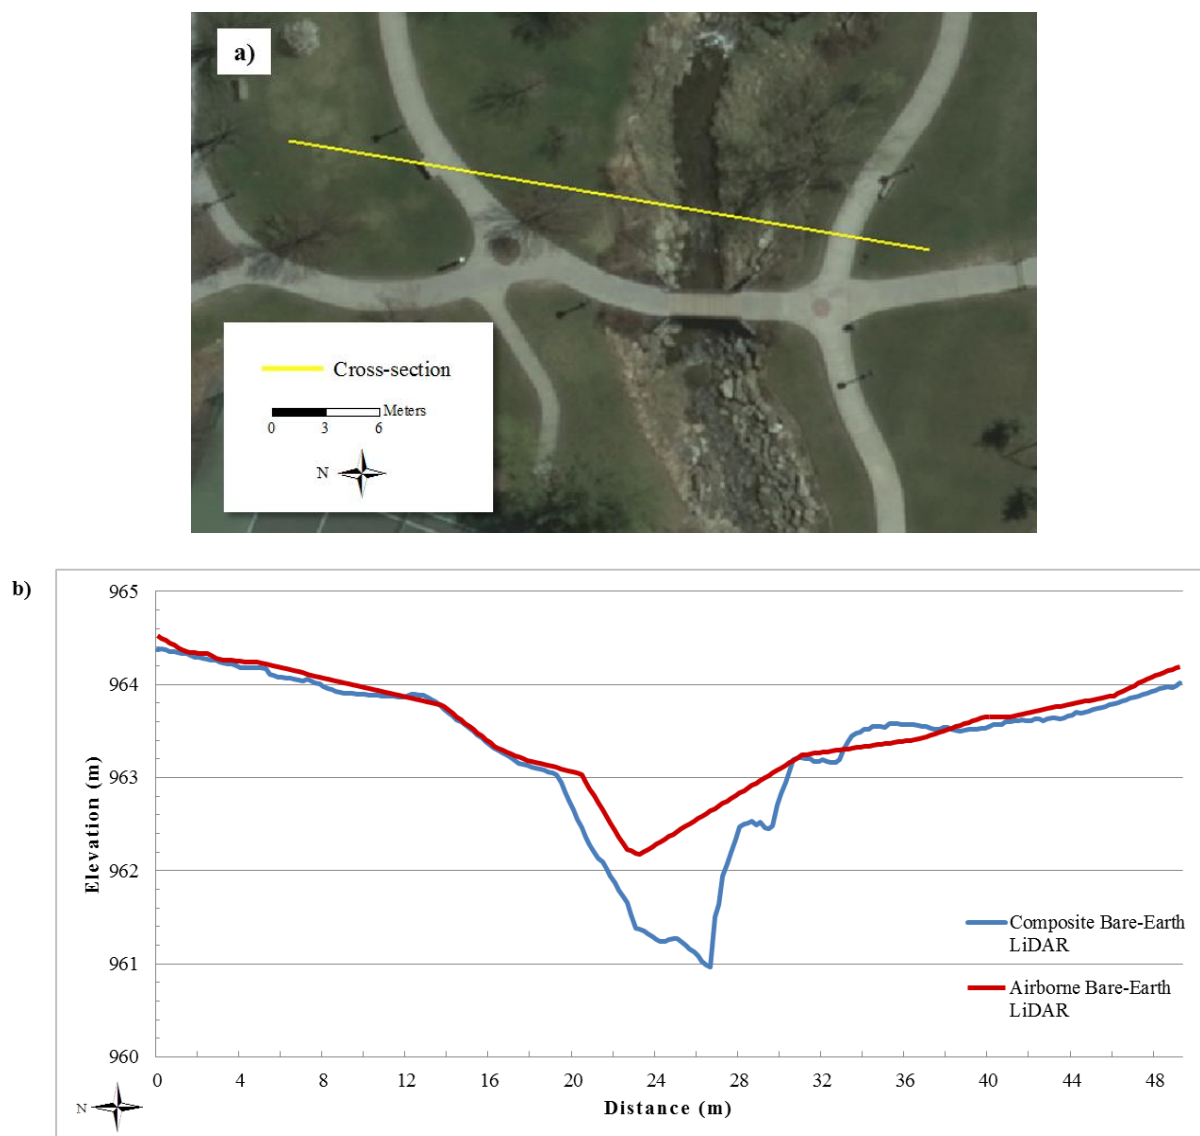 a)
Cross-section
Meters
0 3 6
N
b)
965
964
963
962
961
960
Elevation (m)
Composite Bare-Earth
LiDAR
Airborne Bare-Earth
LiDAR
0 4 8 12 16 20 24 28 32 36 40 44 48
Distance (m)
N